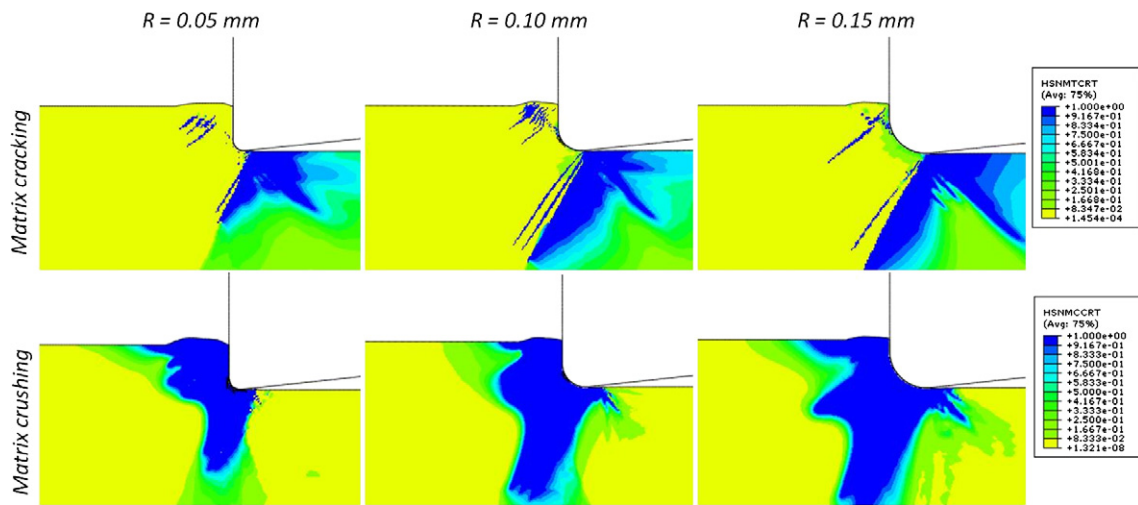 R = 0.05 mm
R = 0.10 mm
R = 0.15 mm
Matrix cracking
HSNMTCRT
(Avg: 75%)
+1.000e+00
+9.167e-01
+8.334e-01
+7.500e-01
+6.667e-01
+5.834e-01
+5.001e-01
+4.168e-01
+3.334e-01
+2.501e-01
+1.668e-01
+8.347e-02
+1.454e-04
Matrix crushing
HSNMCCRT
(Avg: 75%)
+1.000e+00
+9.167e-01
+8.333e-01
+7.500e-01
+6.667e-01
+5.833e-01
+5.000e-01
+4.167e-01
+3.333e-01
+2.500e-01
+1.667e-01
+8.333e-02
+1.321e-08